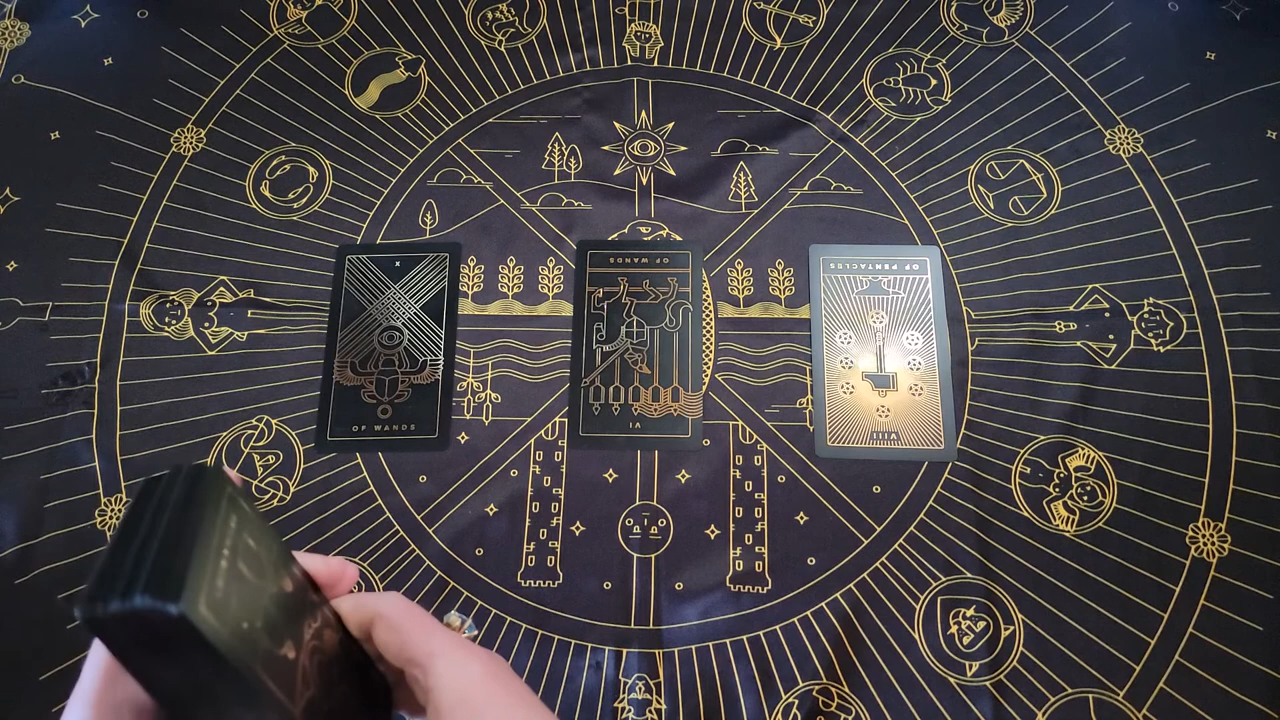 X
OF WANDS
OF WANDS
VI
OF PENTACLES
VIII